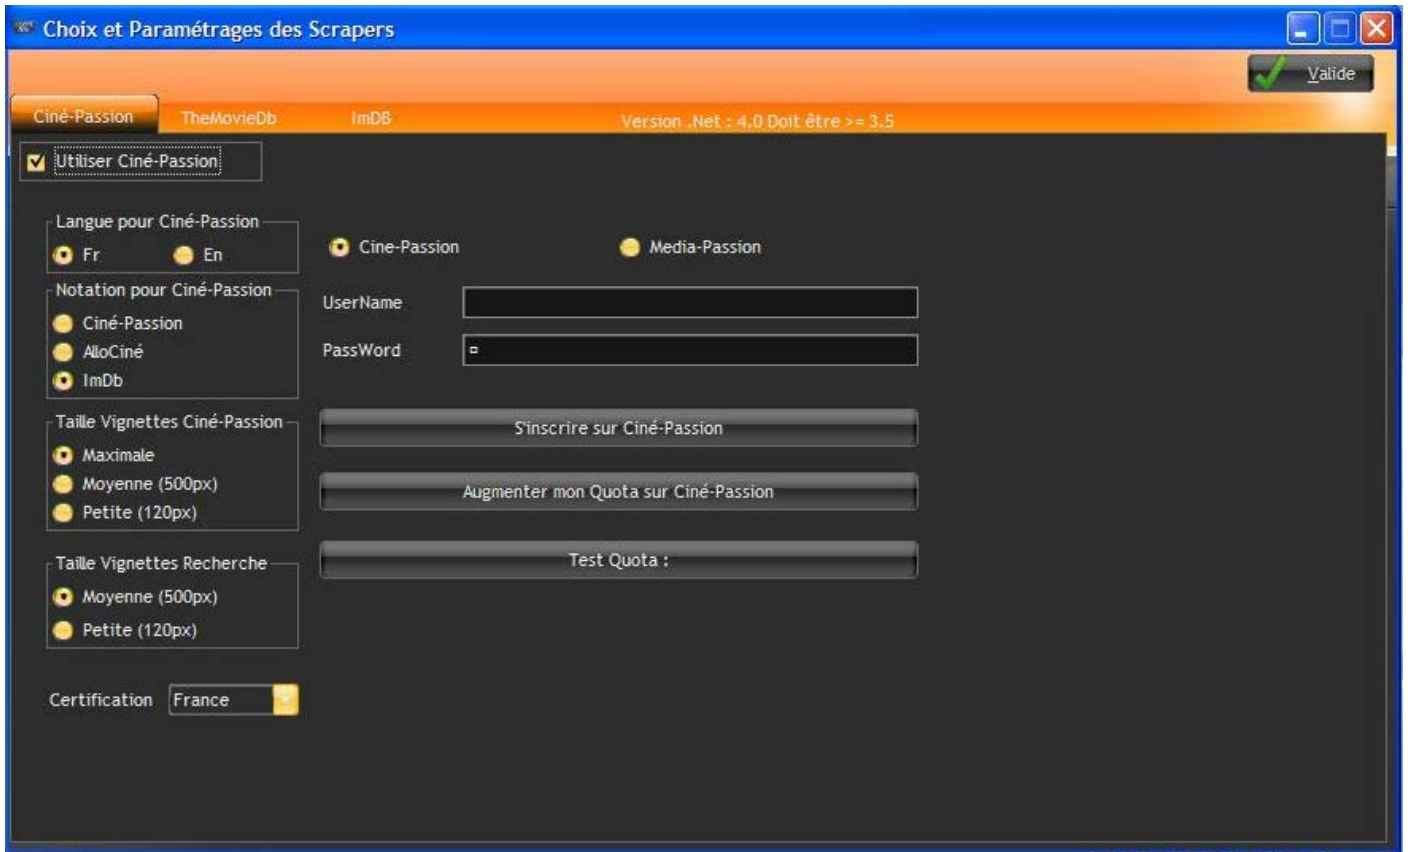 Choix et Paramétrages des Scrapers
Valide
Ciné-Passion TheMovieDb ImDB Version .Net : 4.0 Doit être >= 3.5
Utiliser Ciné-Passion
Langue pour Ciné-Passion
Fr En
Cine-Passion Media-Passion
Notation pour Ciné-Passion
Ciné-Passion
AlloCiné
ImDb
UserName
PassWord
Taille Vignettes Ciné-Passion
Maximale
Moyenne (500px)
Petite (120px)
S'inscrire sur Ciné-Passion
Augmenter mon Quota sur Ciné-Passion
Test Quota :
Taille Vignettes Recherche
Moyenne (500px)
Petite (120px)
Certification France